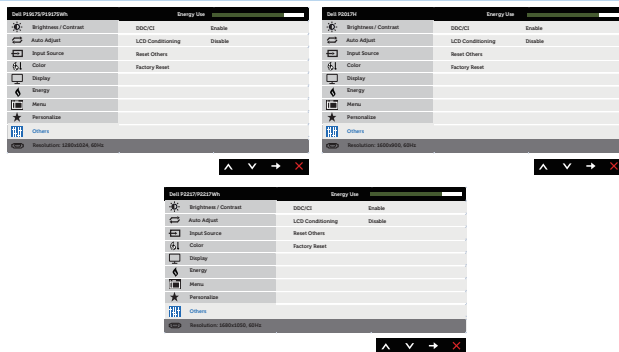 Dell P1917S/P1917SWh Energy Use
Brightness / Contrast DDC/CI Enable
Auto Adjust LCD Conditioning Disable
Input Source Reset Others
Color Factory Reset
Display
Energy
Menu
Personalize
Others
Resolution: 1280x1024, 60Hz
Dell P2017H Energy Use
Brightness / Contrast DDC/CI Enable
Auto Adjust LCD Conditioning Disable
Input Source Reset Others
Color Factory Reset
Display
Energy
Menu
Personalize
Others
Resolution: 1600x900, 60Hz
Dell P2217/P2217Wh Energy Use
Brightness / Contrast DDC/CI Enable
Auto Adjust LCD Conditioning Disable
Input Source Reset Others
Color Factory Reset
Display
Energy
Menu
Personalize
Others
Resolution: 1680x1050, 60Hz